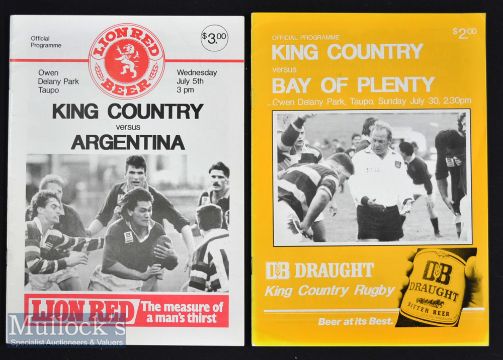 Official
Programme
LION RED
BEER
$3.00
Owen
Delany Park,
Taupo
Wednesday
July 5th
3 pm
KING COUNTRY
versus
ARGENTINA
LION RED
The measure of
a man's thirst
Mullock's
Specialist Auctioneers & Valuers
OFFICIAL PROGRAMME
$2.00
KING COUNTRY
versus
BAY OF PLENTY
Owen Delany Park, Taupo, Sunday July 30, 2.30pm
DB DRAUGHT
King Country Rugby
Beer at its Best.
DB
DRAUGHT
BITTER BEER